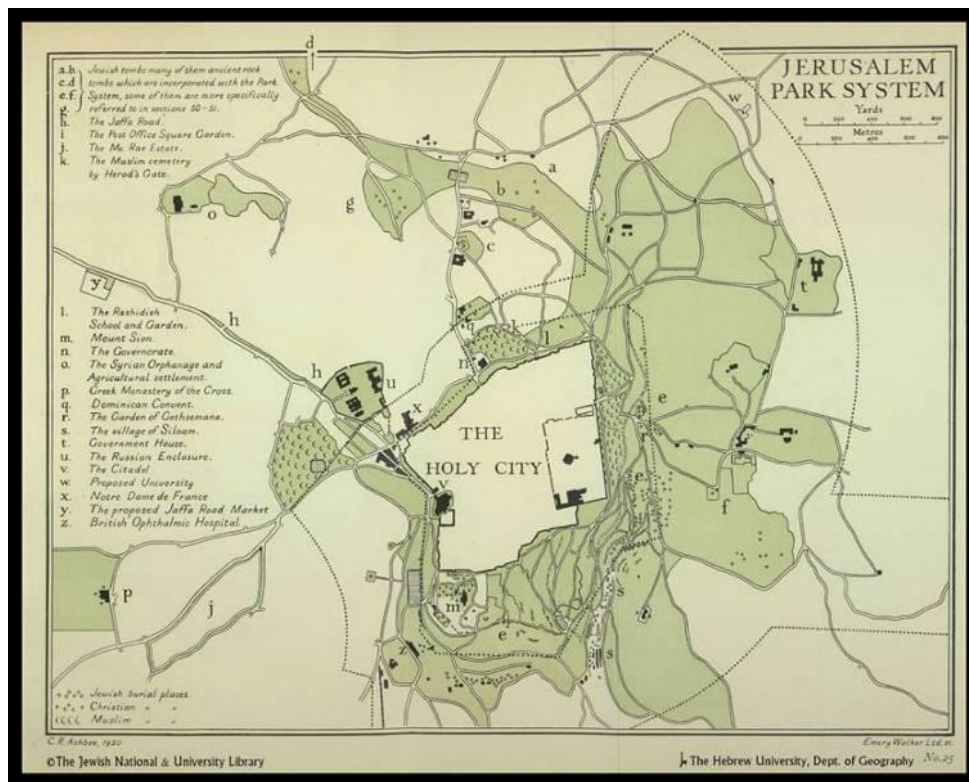 JERUSALEM
PARK SYSTEM
Yards
Metres
a.b
c.d
e.f.
g.
Jewish tombs many of them ancient rock
tombs which are incorporated with the Park
System, some of them are more specifically
referred to in sections 50-51.
h. The Jaffa Road.
i The Post Office Square Garden.
j. The Mc Rae Estate.
k. The Muslim cemetery
by Herod's Gate.
l. The Rashidieh
School and Garden.
m. Mount Sion.
n. The Governorate.
o. The Syrian Orphanage and
Agricultural settlement.
p. Greek Monastery of the Cross.
q. Dominican Convent.
r. The Garden of Gethsemane.
s. The village of Siloam.
t. Government House.
u. The Russian Enclosure.
v. The Citadel
w. Proposed University
x. Notre Dame de France
y. The proposed Jaffa Road Market
z. British Ophthalmic Hospital.
d
w
a
b
g
o
c
t
y
h
q
k
l
n
h
u
x
e
THE
HOLY CITY
r
v
e
f
p
j
m
s
e
z
s
Jewish burial places.
Christian " "
Muslim " "
C.R. Ashbee, 1920
Emery Walker Ltd. sc.
©The Jewish National & University Library
The Hebrew University, Dept. of Geography
No.25